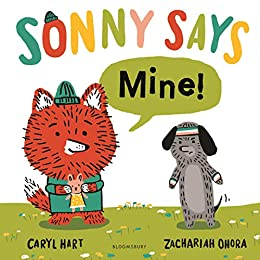 SONNY SAYS
Mine!
CARYL HART
BLOOMSBURY
ZACHARIAH OHORA